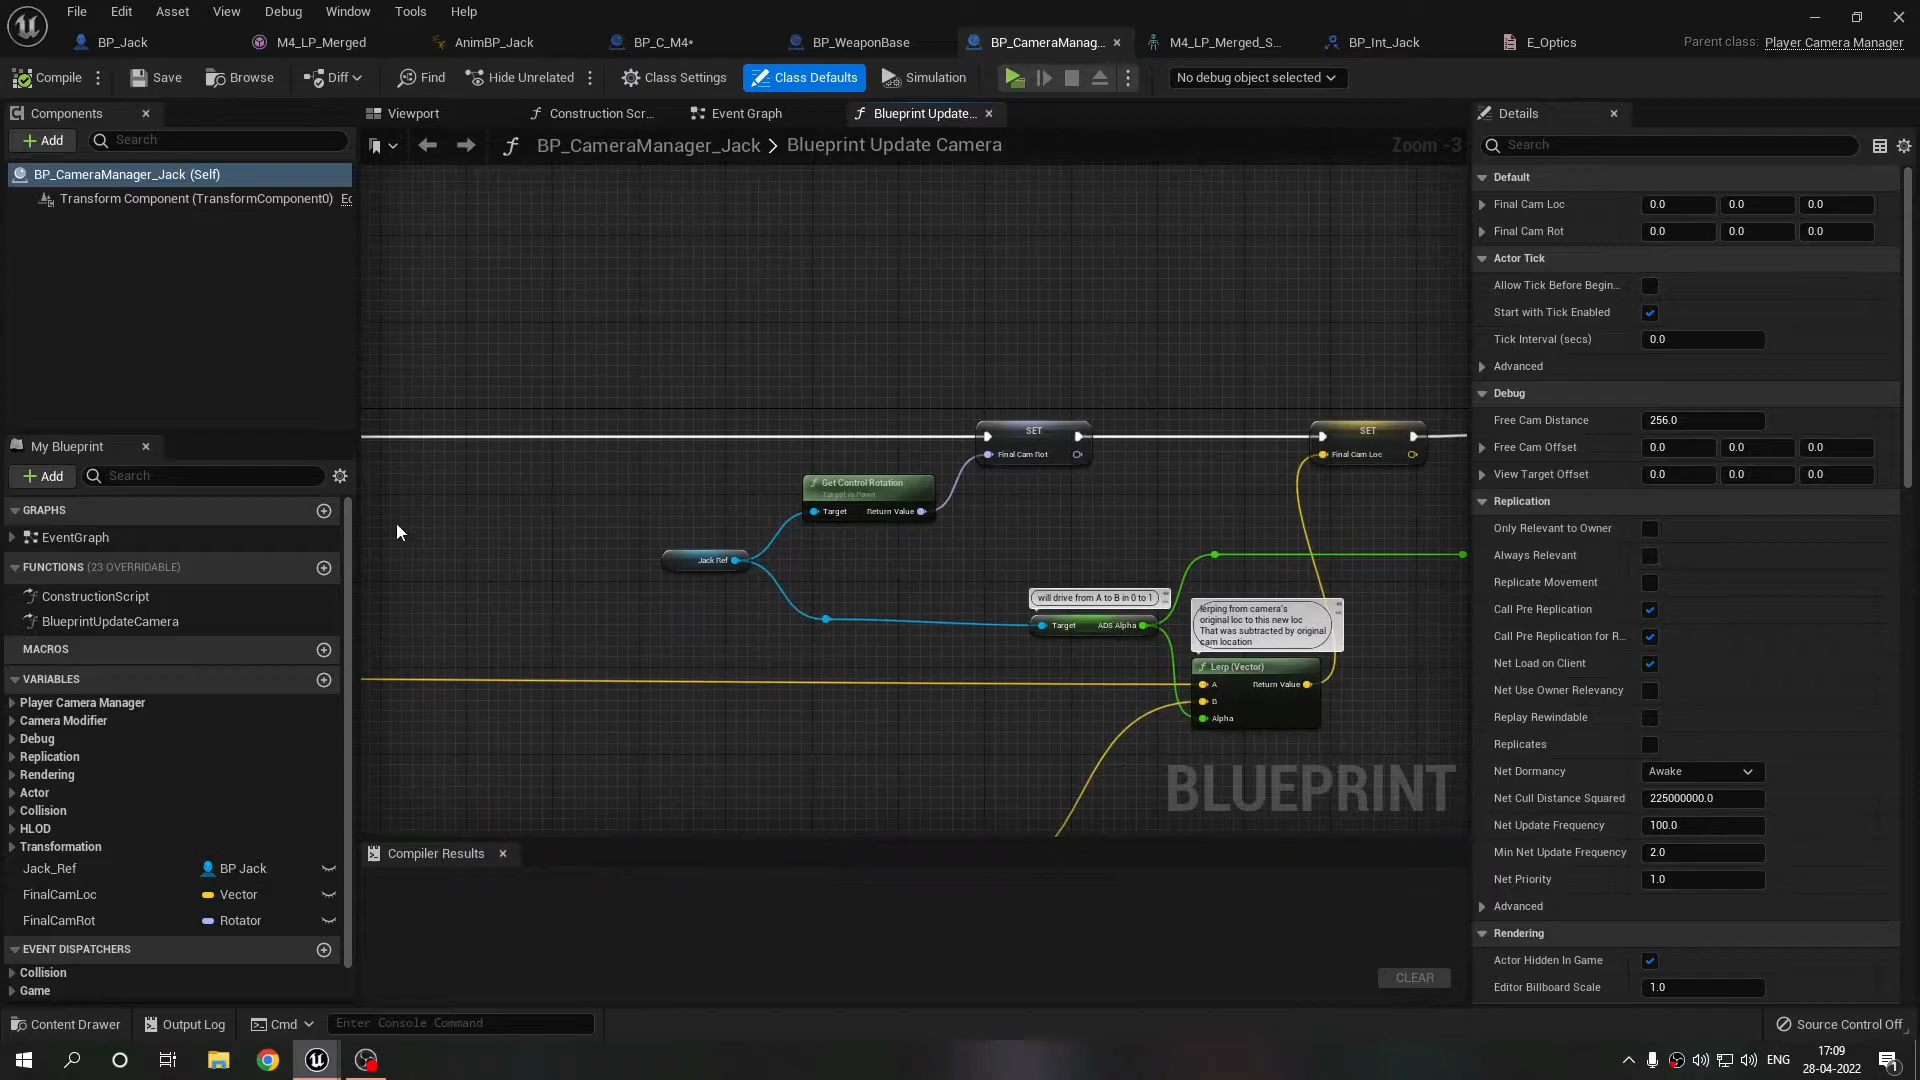 File Edit Asset View Debug Window Tools Help
BP_Jack M4_LP_Merged AnimBP_Jack BP_C_M4* BP_WeaponBase BP_CameraManag... M4_LP_Merged_S... BP_Int_Jack E_Optics Parent class: Player Camera Manager
Compile Save Browse Diff Find Hide Unrelated Class Settings Class Defaults Simulation No debug object selected
Components
Add Search
BP_CameraManager_Jack (Self)
Transform Component (TransformComponent0) Ec
My Blueprint
Add Search
GRAPHS
EventGraph
FUNCTIONS (23 OVERRIDABLE)
ConstructionScript
BlueprintUpdateCamera
MACROS
VARIABLES
Player Camera Manager
Camera Modifier
Debug
Replication
Rendering
Actor
Collision
HLOD
Transformation
Jack_Ref BP Jack
FinalCamLoc Vector
FinalCamRot Rotator
EVENT DISPATCHERS
Collision
Game
Viewport Construction Scr... Event Graph Blueprint Update...
BP_CameraManager_Jack > Blueprint Update Camera Zoom -3
SET
Final Cam Rot
SET
Final Cam Loc
Get Control Rotation
Target is Pawn
Target Return Value
Jack Ref
will drive from A to B in 0 to 1
Target ADS Alpha
lerping from camera's
original loc to this new loc
That was subtracted by original
cam location
Lerp (Vector)
A Return Value
B
Alpha
BLUEPRINT
Compiler Results
CLEAR
Details
Search
Default
Final Cam Loc 0.0 0.0 0.0
Final Cam Rot 0.0 0.0 0.0
Actor Tick
Allow Tick Before Begin...
Start with Tick Enabled
Tick Interval (secs) 0.0
Advanced
Debug
Free Cam Distance 256.0
Free Cam Offset 0.0 0.0 0.0
View Target Offset 0.0 0.0 0.0
Replication
Only Relevant to Owner
Always Relevant
Replicate Movement
Call Pre Replication
Call Pre Replication for R...
Net Load on Client
Net Use Owner Relevancy
Replay Rewindable
Replicates
Net Dormancy Awake
Net Cull Distance Squared 225000000.0
Net Update Frequency 100.0
Min Net Update Frequency 2.0
Net Priority 1.0
Advanced
Rendering
Actor Hidden In Game
Editor Billboard Scale 1.0
Content Drawer Output Log Cmd Enter Console Command Source Control Off
ENG 17:09
28-04-2022 1